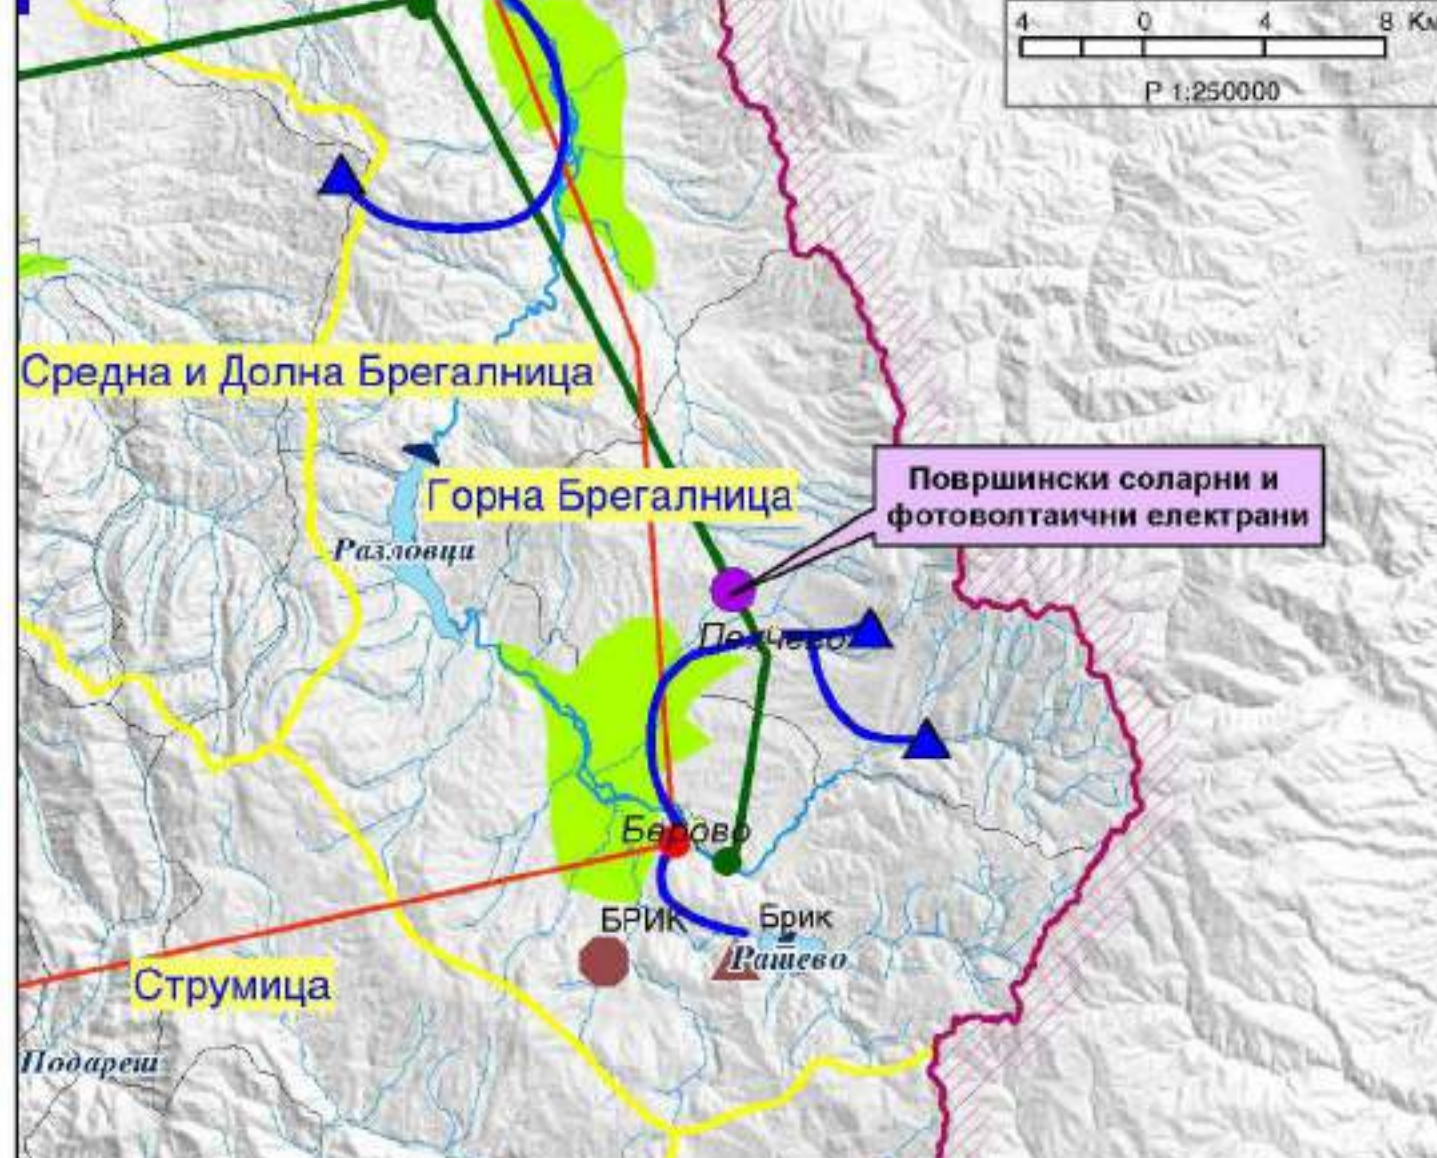 4 0 4 8 Км
Р 1:250000
Средна и Долна Брегалница
Горна Брегалница
Површински соларни и
фотоволтаични електрани
Разловци
Пехчево
Берово
БРИК
Брик
Рашево
Струмица
Подареш